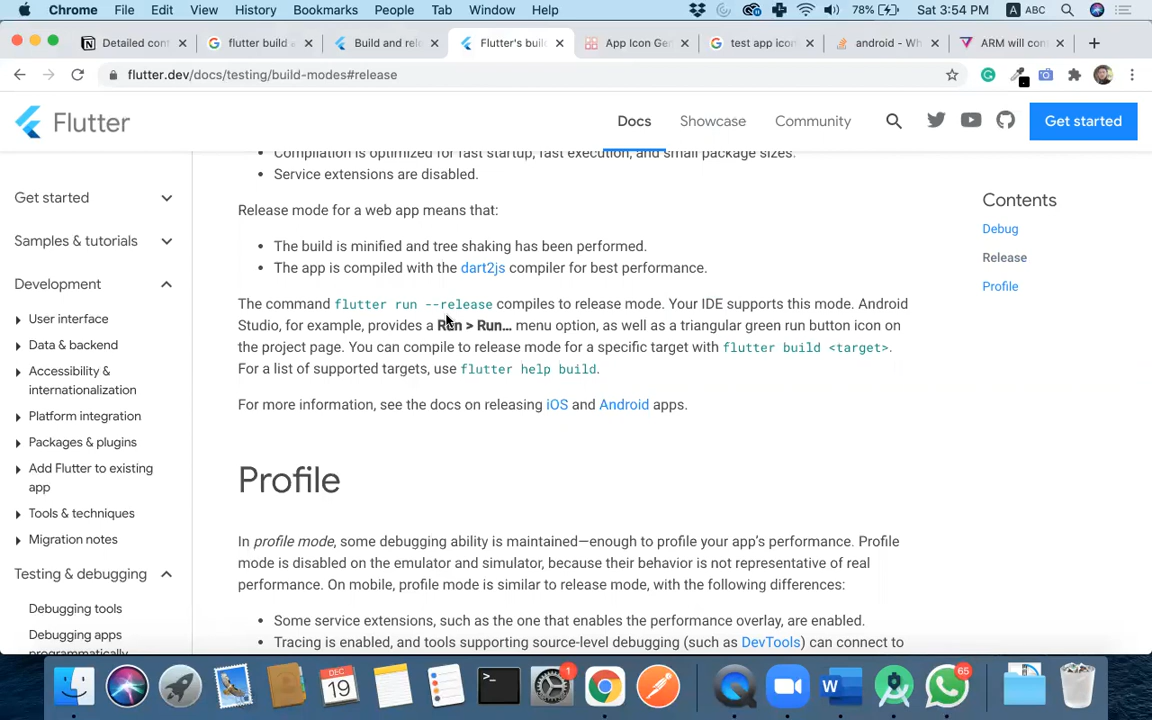 Chrome File Edit View History Bookmarks People Tab Window Help 78% Sat 3:54 PM A ABC
Detailed con flutter build a Build and rele Flutter's buil App Icon Gen test app icon android - Wh ARM will cont
flutter.dev/docs/testing/build-modes#release
Flutter Docs Showcase Community Get started
Get started
Samples & tutorials
Development
User interface
Data & backend
Accessibility &
internationalization
Platform integration
Packages & plugins
Add Flutter to existing
app
Tools & techniques
Migration notes
Testing & debugging
Debugging tools
Debugging apps
programmatically
Compilation is optimized for fast startup, fast execution, and small package sizes.
Service extensions are disabled.
Release mode for a web app means that:
The build is minified and tree shaking has been performed.
The app is compiled with the dart2js compiler for best performance.
The command flutter run --release compiles to release mode. Your IDE supports this mode. Android
Studio, for example, provides a Run > Run... menu option, as well as a triangular green run button icon on
the project page. You can compile to release mode for a specific target with flutter build <target>.
For a list of supported targets, use flutter help build.
For more information, see the docs on releasing iOS and Android apps.
Profile
In profile mode, some debugging ability is maintained—enough to profile your app's performance. Profile
mode is disabled on the emulator and simulator, because their behavior is not representative of real
performance. On mobile, profile mode is similar to release mode, with the following differences:
Some service extensions, such as the one that enables the performance overlay, are enabled.
Tracing is enabled, and tools supporting source-level debugging (such as DevTools) can connect to
Contents
Debug
Release
Profile
DEC
19
>_
1
W
65